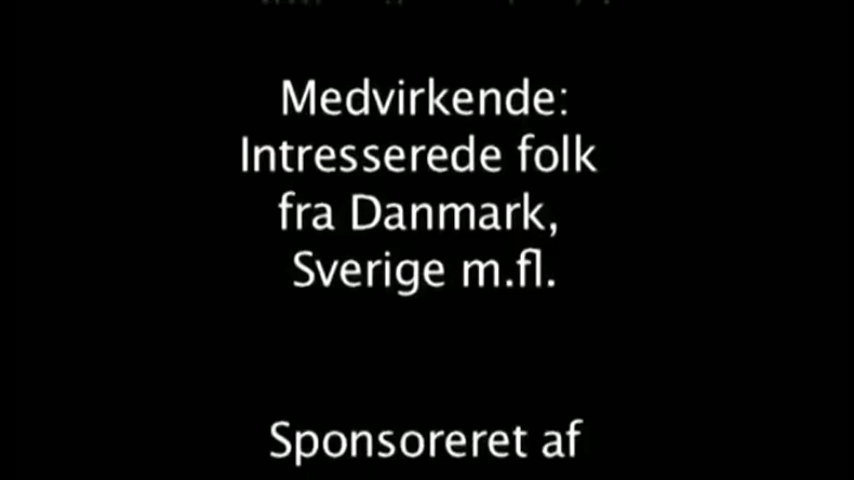 Medvirkende:
Intresserede folk
fra Danmark,
Sverige m.fl.
Sponsoreret af